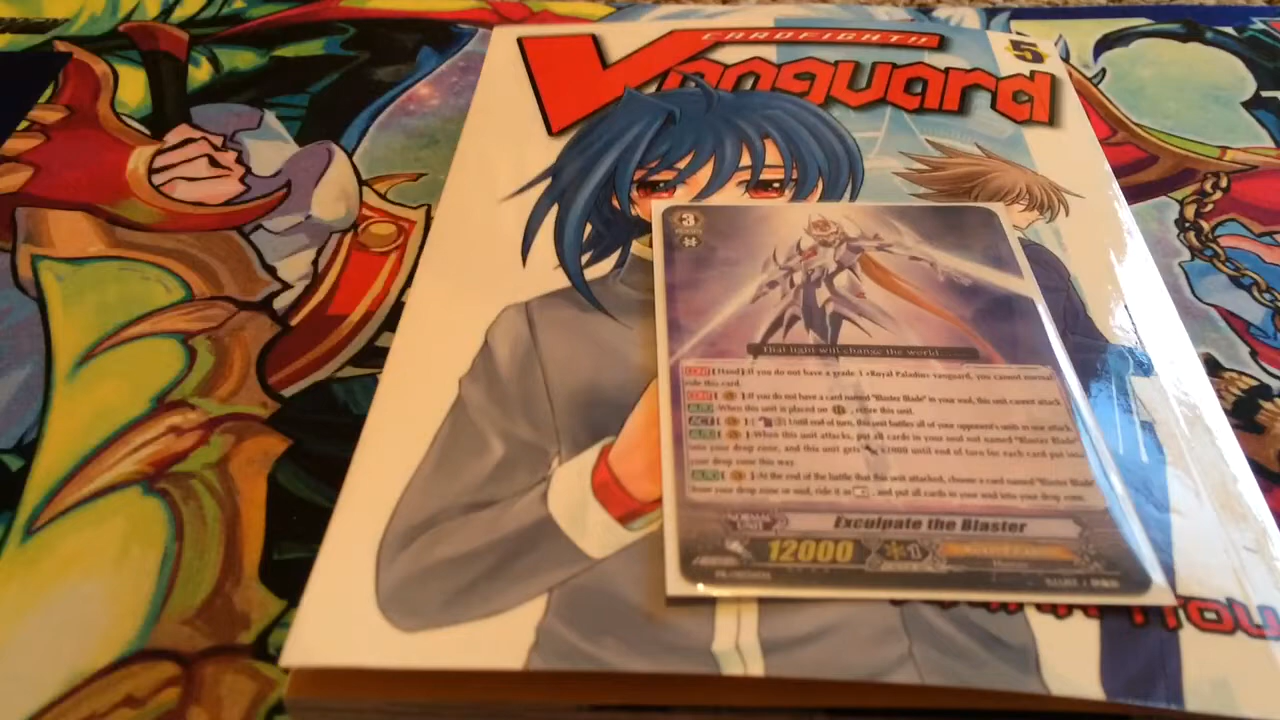 CARDFIGHT!!
5
Vanguard
3
That light will change the world.
CONT [Hand]:If you do not have a grade 3 «Royal Paladin» vanguard, you cannot normal
ride this card.
CONT [ ]:If you do not have a card named "Blaster Blade" in your soul, this unit cannot attack.
AUTO :When this unit is placed on , retire this unit.
ACT [ ]:[ ] Until end of turn, this unit battles all of your opponent's units in one attack.
AUTO [ ]:When this unit attacks, put all cards in your soul not named "Blaster Blade"
into your drop zone, and this unit gets until end of turn for each card put into
your drop zone this way.
AUTO [ ]:At the end of the battle that this unit attacked, choose a card named "Blaster Blade"
from your drop zone or soul, ride it as , and put all cards in your soul into your drop zone.
Exculpate the Blaster
12000